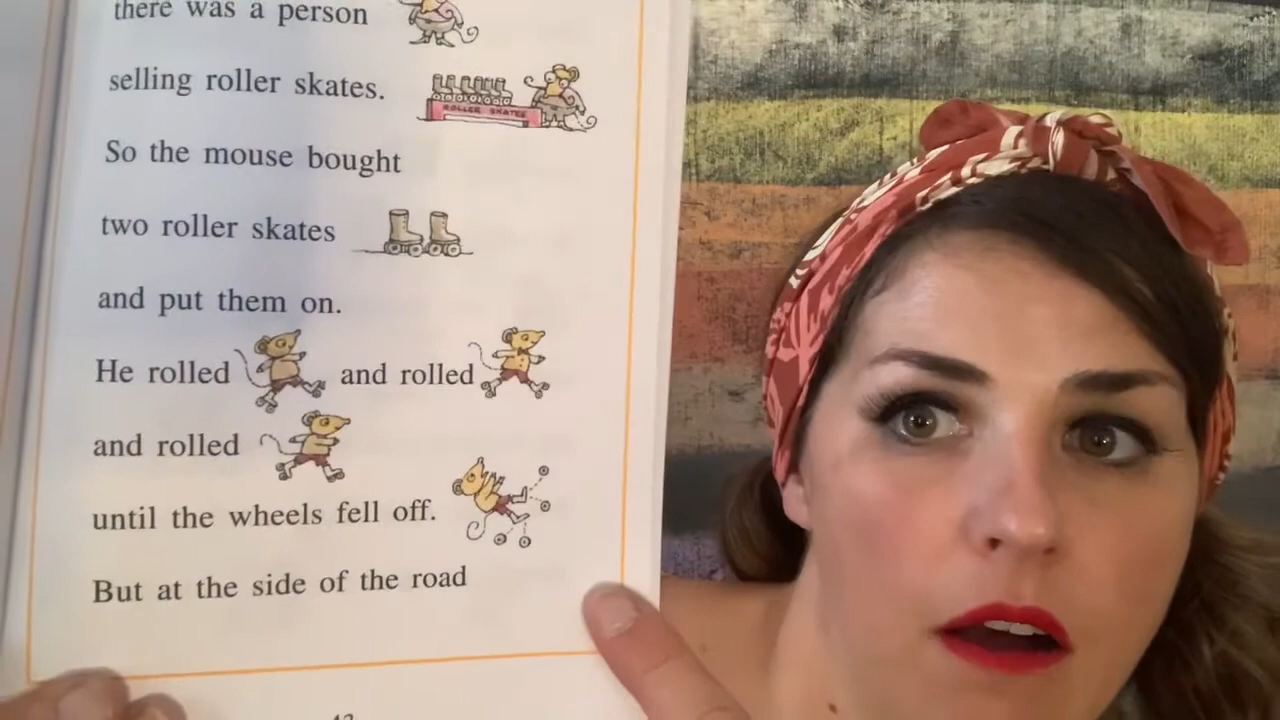 there was a person
selling roller skates.
ROLLER SKATES
So the mouse bought
two roller skates
and put them on.
He rolled and rolled
and rolled
until the wheels fell off.
But at the side of the road